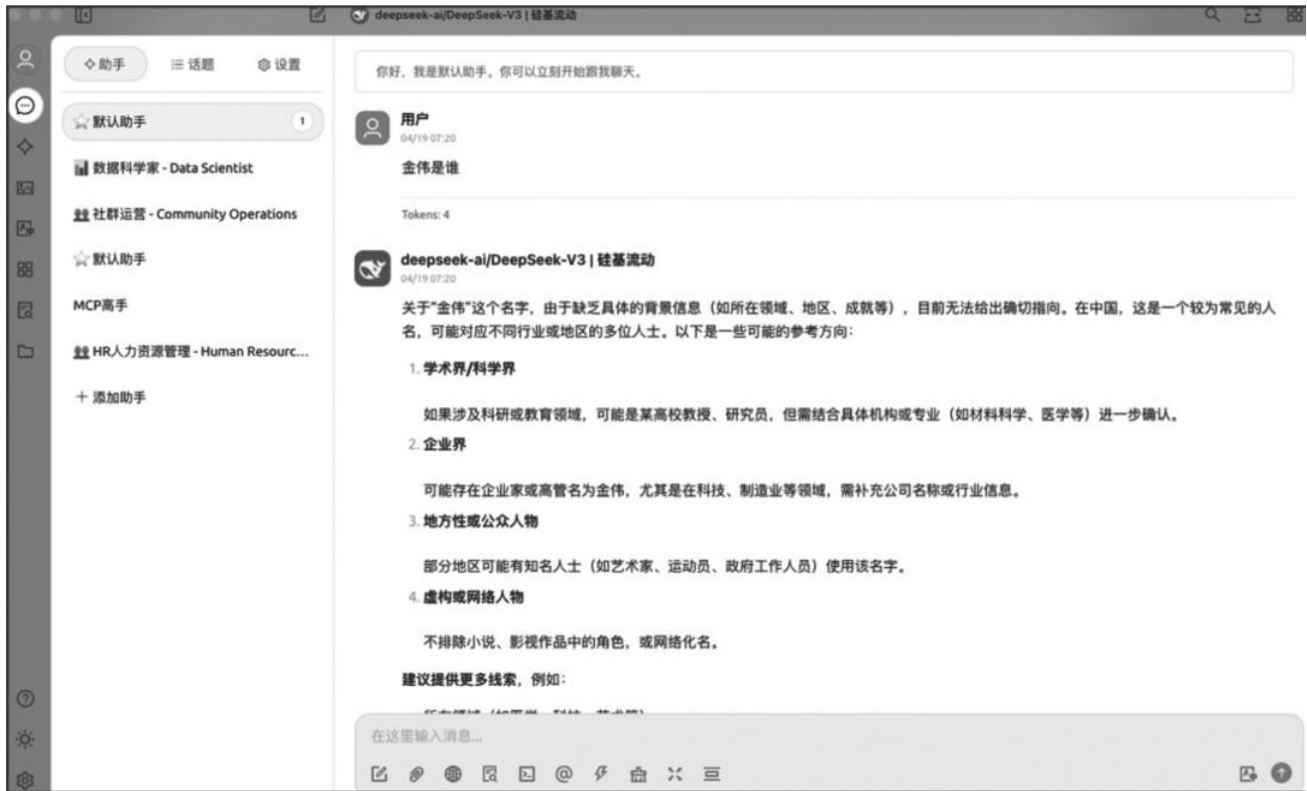 deepseek-ai/DeepSeek-V3 | 硅基流动
助手
话题
设置
默认助手
1
数据科学家 - Data Scientist
社群运营 - Community Operations
默认助手
MCP高手
HR人力资源管理 - Human Resourc...
+ 添加助手
你好，我是默认助手。你可以立刻开始跟我聊天。
用户
04/19 07:20
金伟是谁
Tokens: 4
deepseek-ai/DeepSeek-V3 | 硅基流动
04/19 07:20
关于“金伟”这个名字，由于缺乏具体的背景信息（如所在领域、地区、成就等），目前无法给出确切指向。在中国，这是一个较为常见的人
名，可能对应不同行业或地区的多位人士。以下是一些可能的参考方向：
1. 学术界/科学界
如果涉及科研或教育领域，可能是某高校教授、研究员，但需结合具体机构或专业（如材料科学、医学等）进一步确认。
2. 企业界
可能存在企业家或高管名为金伟，尤其是在科技、制造业等领域，需补充公司名称或行业信息。
3. 地方性或公众人物
部分地区可能有知名人士（如艺术家、运动员、政府工作人员）使用该名字。
4. 虚构或网络人物
不排除小说、影视作品中的角色，或网络化名。
建议提供更多线索，例如：
在这里输入消息...